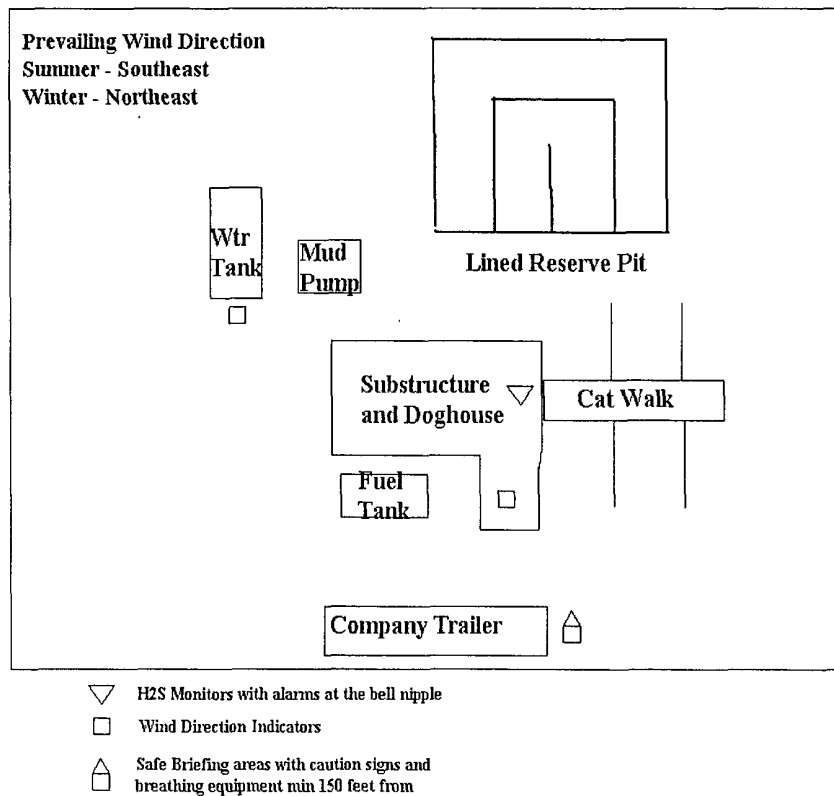 Prevailing Wind Direction
Summer - Southeast
Winter - Northeast
Wtr
Tank
Mud
Pump
Lined Reserve Pit
Substructure
and Doghouse
Cat Walk
Fuel
Tank
Company Trailer
H2S Monitors with alarms at the bell nipple
Wind Direction Indicators
Safe Briefing areas with caution signs and
breathing equipment min 150 feet from